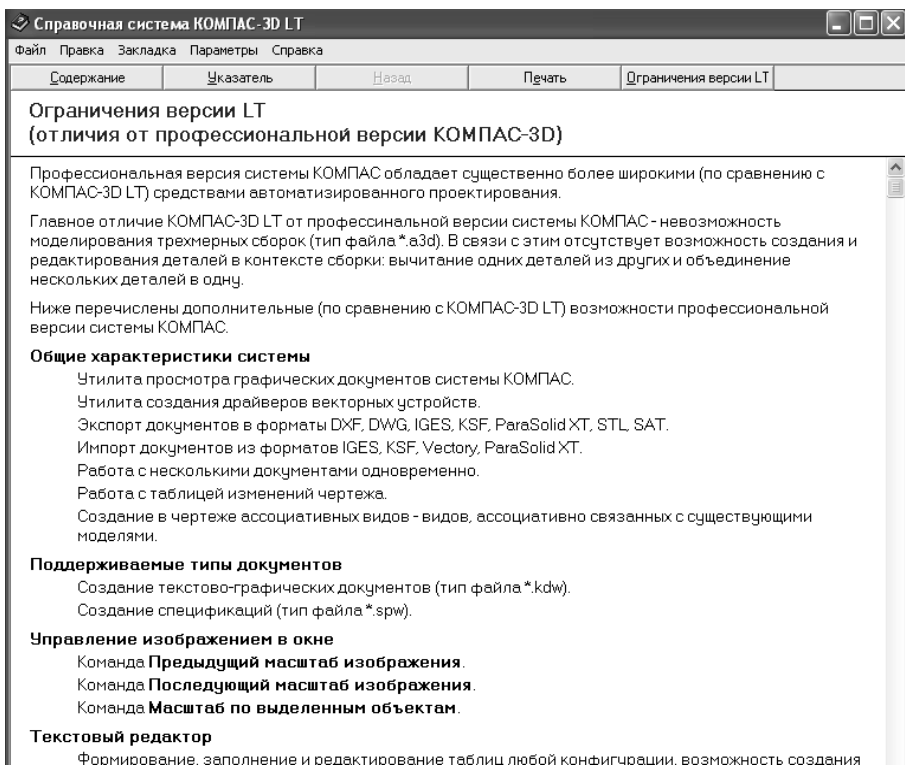 Справочная система КОМПАС-3D LT
Файл Правка Закладка Параметры Справка
Содержание Указатель Назад Печать Ограничения версии LT
Ограничения версии LT
(отличия от профессиональной версии КОМПАС-3D)
Профессиональная версия системы КОМПАС обладает существенно более широкими (по сравнению с
КОМПАС-3D LT) средствами автоматизированного проектирования.
Главное отличие КОМПАС-3D LT от профессинальной версии системы КОМПАС - невозможность
моделирования трехмерных сборок (тип файла *.a3d). В связи с этим отсутствует возможность создания и
редактирования деталей в контексте сборки: вычитание одних деталей из других и объединение
нескольких деталей в одну.
Ниже перечислены дополнительные (по сравнению с КОМПАС-3D LT) возможности профессиональной
версии системы КОМПАС.
Общие характеристики системы
Утилита просмотра графических документов системы КОМПАС.
Утилита создания драйверов векторных устройств.
Экспорт документов в форматы DXF, DWG, IGES, KSF, ParaSolid XT, STL, SAT.
Импорт документов из форматов IGES, KSF, Vectory, ParaSolid XT.
Работа с несколькими документами одновременно.
Работа с таблицей изменений чертежа.
Создание в чертеже ассоциативных видов - видов, ассоциативно связанных с существующими
моделями.
Поддерживаемые типы документов
Создание текстово-графических документов (тип файла *.kdw).
Создание спецификаций (тип файла *.spw).
Управление изображением в окне
Команда Предыдущий масштаб изображения.
Команда Последующий масштаб изображения.
Команда Масштаб по выделенным объектам.
Текстовый редактор
Формирование, заполнение и редактирование таблиц любой конфигурации, возможность создания